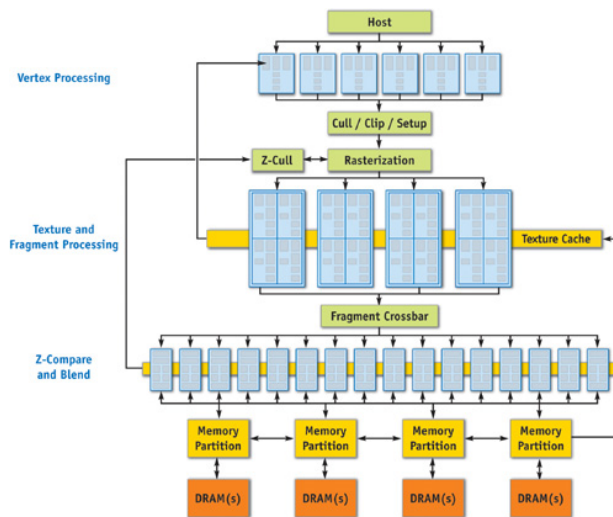 Host
Vertex Processing
Cull / Clip / Setup
Z-Cull
Rasterization
Texture and
Fragment Processing
Texture Cache
Fragment Crossbar
Z-Compare
and Blend
Memory
Partition
Memory
Partition
Memory
Partition
Memory
Partition
DRAM(s)
DRAM(s)
DRAM(s)
DRAM(s)